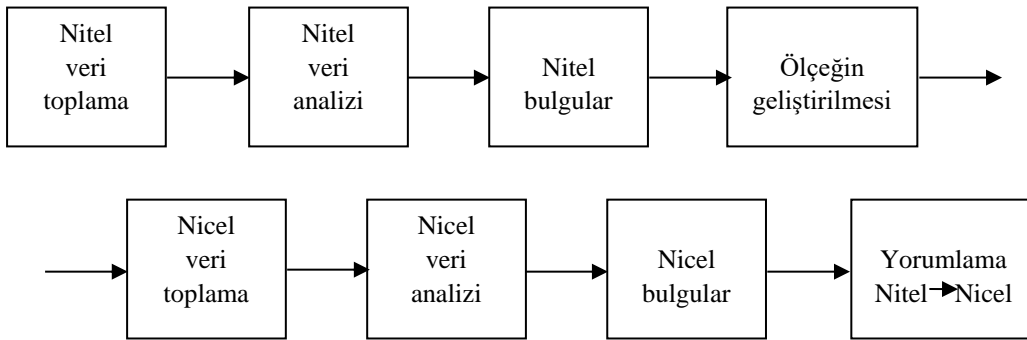 Nitel
veri
toplama
Nitel
veri
analizi
Nitel
bulgular
Ölçeğin
geliştirilmesi
Nicel
veri
toplama
Nicel
veri
analizi
Nicel
bulgular
Yorumlama
Nitel→Nicel